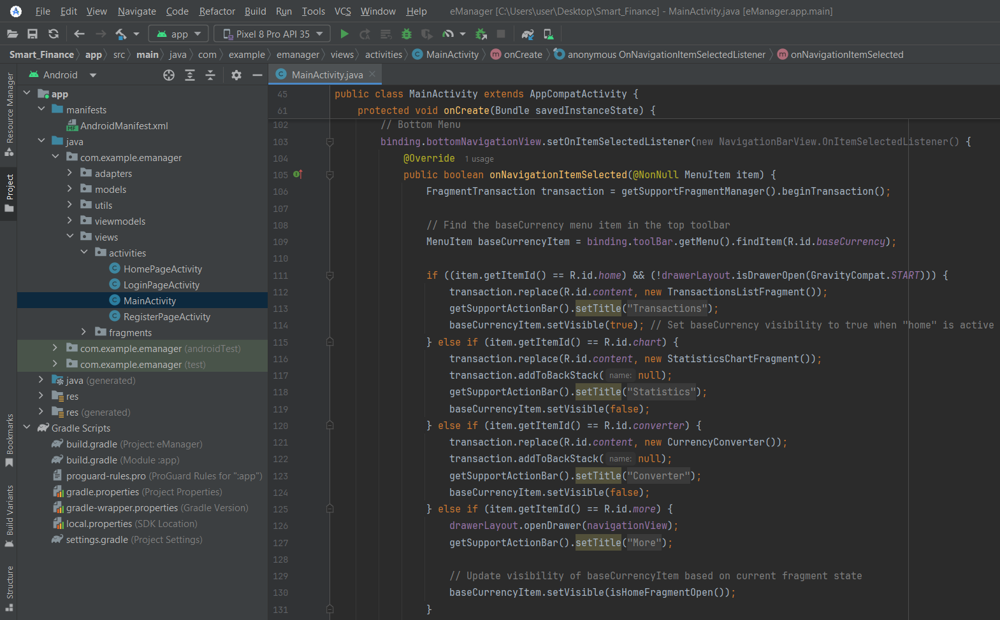 File Edit View Navigate Code Refactor Build Run Tools VCS Window Help eManager [C:\Users\user\Desktop\Smart_Finance] - MainActivity.java [eManager.app.main]
app Pixel 8 Pro API 35
Smart_Finance app src main java com example emanager views activities MainActivity onCreate anonymous OnNavigationItemSelectedListener onNavigationItemSelected
Resource Manager
Project
Bookmarks
Build Variants
Structure
Android
app
manifests
MF AndroidManifest.xml
java
com.example.emanager
adapters
models
utils
viewmodels
views
activities
C HomePageActivity
C LoginPageActivity
C MainActivity
C RegisterPageActivity
fragments
com.example.emanager (androidTest)
com.example.emanager (test)
java (generated)
res
res (generated)
Gradle Scripts
build.gradle (Project: eManager)
build.gradle (Module :app)
proguard-rules.pro (ProGuard Rules for ":app")
gradle.properties (Project Properties)
gradle-wrapper.properties (Gradle Version)
local.properties (SDK Location)
settings.gradle (Project Settings)
C MainActivity.java
45 public class MainActivity extends AppCompatActivity {
61 protected void onCreate(Bundle savedInstanceState) {
102 // Bottom Menu
103 binding.bottomNavigationView.setOnItemSelectedListener(new NavigationBarView.OnItemSelectedListener() {
104 @Override 1 usage
105 public boolean onNavigationItemSelected(@NonNull MenuItem item) {
106 FragmentTransaction transaction = getSupportFragmentManager().beginTransaction();
107
108 // Find the baseCurrency menu item in the top toolbar
109 MenuItem baseCurrencyItem = binding.toolBar.getMenu().findItem(R.id.baseCurrency);
110
111 if ((item.getItemId() == R.id.home) && (!drawerLayout.isDrawerOpen(GravityCompat.START))) {
112 transaction.replace(R.id.content, new TransactionsListFragment());
113 getSupportActionBar().setTitle("Transactions");
114 baseCurrencyItem.setVisible(true); // Set baseCurrency visibility to true when "home" is active
115 } else if (item.getItemId() == R.id.chart) {
116 transaction.replace(R.id.content, new StatisticsChartFragment());
117 transaction.addToBackStack( name: null);
118 getSupportActionBar().setTitle("Statistics");
119 baseCurrencyItem.setVisible(false);
120 } else if (item.getItemId() == R.id.converter) {
121 transaction.replace(R.id.content, new CurrencyConverter());
122 transaction.addToBackStack( name: null);
123 getSupportActionBar().setTitle("Converter");
124 baseCurrencyItem.setVisible(false);
125 } else if (item.getItemId() == R.id.more) {
126 drawerLayout.openDrawer(navigationView);
127 getSupportActionBar().setTitle("More");
128
129 // Update visibility of baseCurrencyItem based on current fragment state
130 baseCurrencyItem.setVisible(isHomeFragmentOpen());
131 }